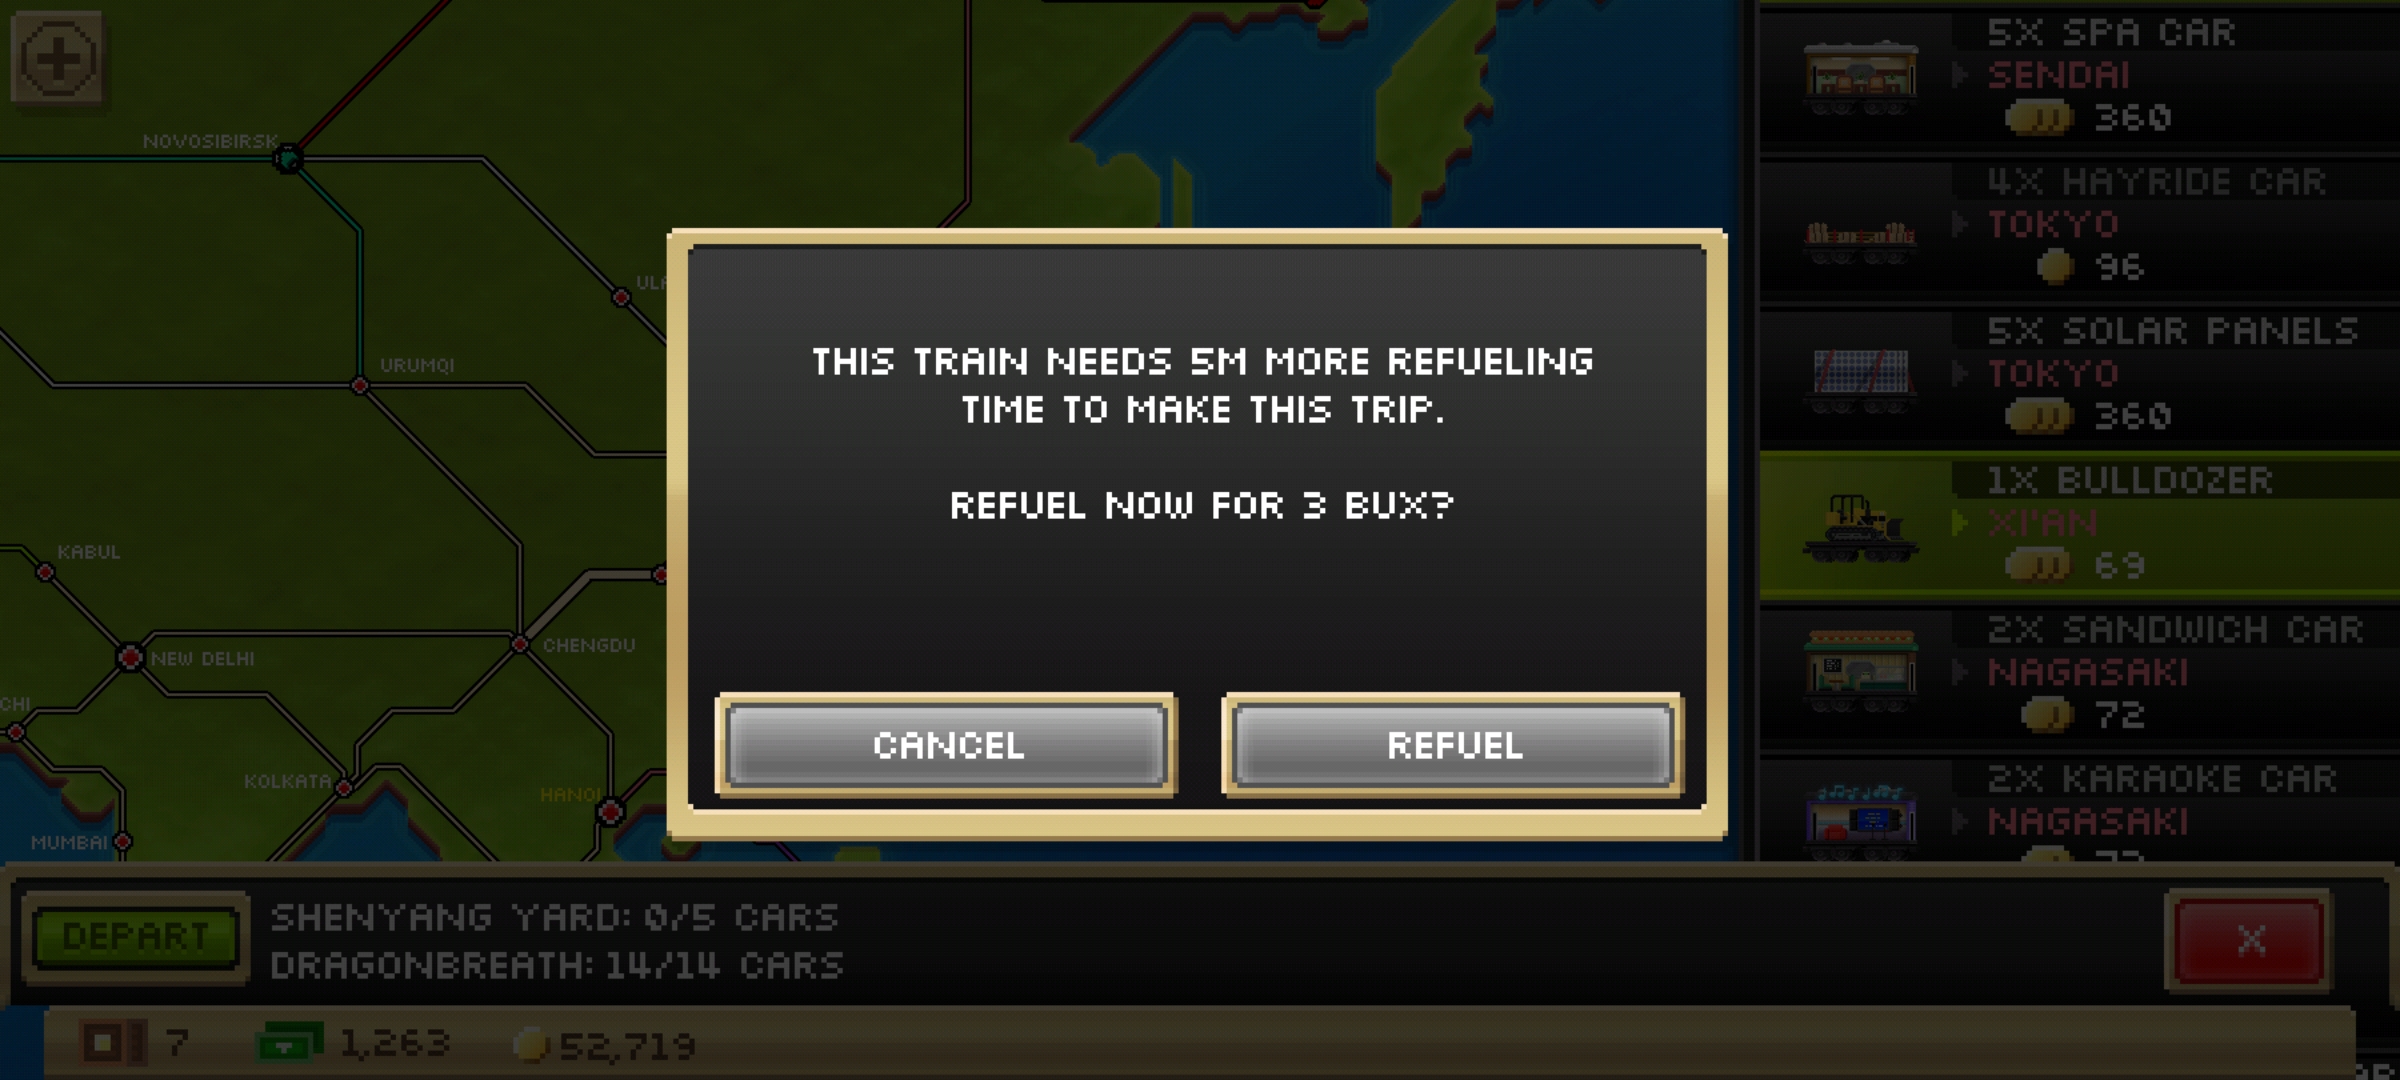 5X SPA CAR
SENDAI
360
NOVOSIBIRSK
4X HAYRIDE CAR
TOKYO
96
5X SOLAR PANELS
TOKYO
360
URUMQI
THIS TRAIN NEEDS 5M MORE REFUELING
TIME TO MAKE THIS TRIP.
REFUEL NOW FOR 3 BUX?
1X BULLDOZER
XI'AN
69
KABUL
CHENGDU
NEW DELHI
2X SANDWICH CAR
NAGASAKI
72
CANCEL
REFUEL
KOLKATA
HANOI
MUMBAI
2X KARAOKE CAR
NAGASAKI
DEPART
SHENYANG YARD: 0/5 CARS
DRAGONBREATH: 14/14 CARS
X
7
1,263
52,719